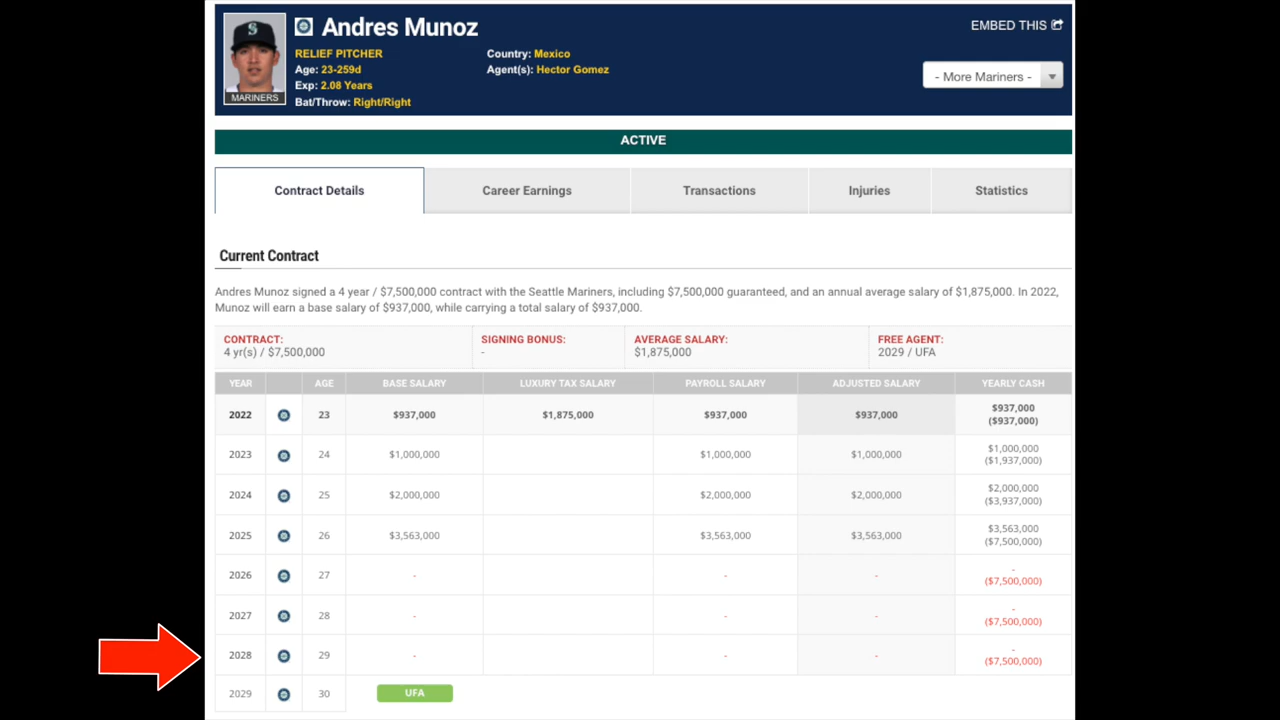 Andres Munoz
EMBED THIS
RELIEF PITCHER
Country: Mexico
Age: 23-259d
Agent(s): Hector Gomez
Exp: 2.08 Years
Bat/Throw: Right/Right
- More Mariners -
S
MARINERS
ACTIVE
Contract Details Career Earnings Transactions Injuries Statistics
Current Contract
Andres Munoz signed a 4 year / $7,500,000 contract with the Seattle Mariners, including $7,500,000 guaranteed, and an annual average salary of $1,875,000. In 2022,
Munoz will earn a base salary of $937,000, while carrying a total salary of $937,000.
CONTRACT: SIGNING BONUS: AVERAGE SALARY: FREE AGENT:
4 yr(s) / $7,500,000 - $1,875,000 2029 / UFA
YEAR AGE BASE SALARY LUXURY TAX SALARY PAYROLL SALARY ADJUSTED SALARY YEARLY CASH
2022 23 $937,000 $1,875,000 $937,000 $937,000 $937,000
($937,000)
2023 24 $1,000,000 $1,000,000 $1,000,000 $1,000,000
($1,937,000)
2024 25 $2,000,000 $2,000,000 $2,000,000 $2,000,000
($3,937,000)
2025 26 $3,563,000 $3,563,000 $3,563,000 $3,563,000
($7,500,000)
2026 27 - - - -
($7,500,000)
2027 28 - - - -
($7,500,000)
2028 29 - - - -
($7,500,000)
2029 30 UFA